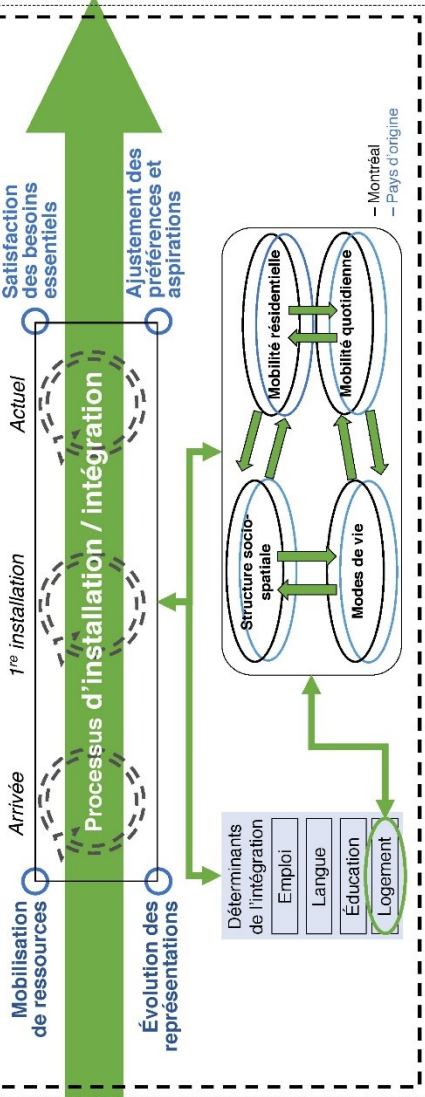 Arrivée
1re installation
Actuel
Mobilisation
de ressources
Satisfaction
des besoins
essentiels
Processus d'installation / intégration
Évolution des
représentations
Ajustement des
préférences et
aspirations
Déterminants
de l'intégration
Emploi
Langue
Éducation
Logement
Structure socio-
spatiale
Modes de vie
Mobilité résidentielle
Mobilité quotidienne
– Montréal
– Pays d'origine